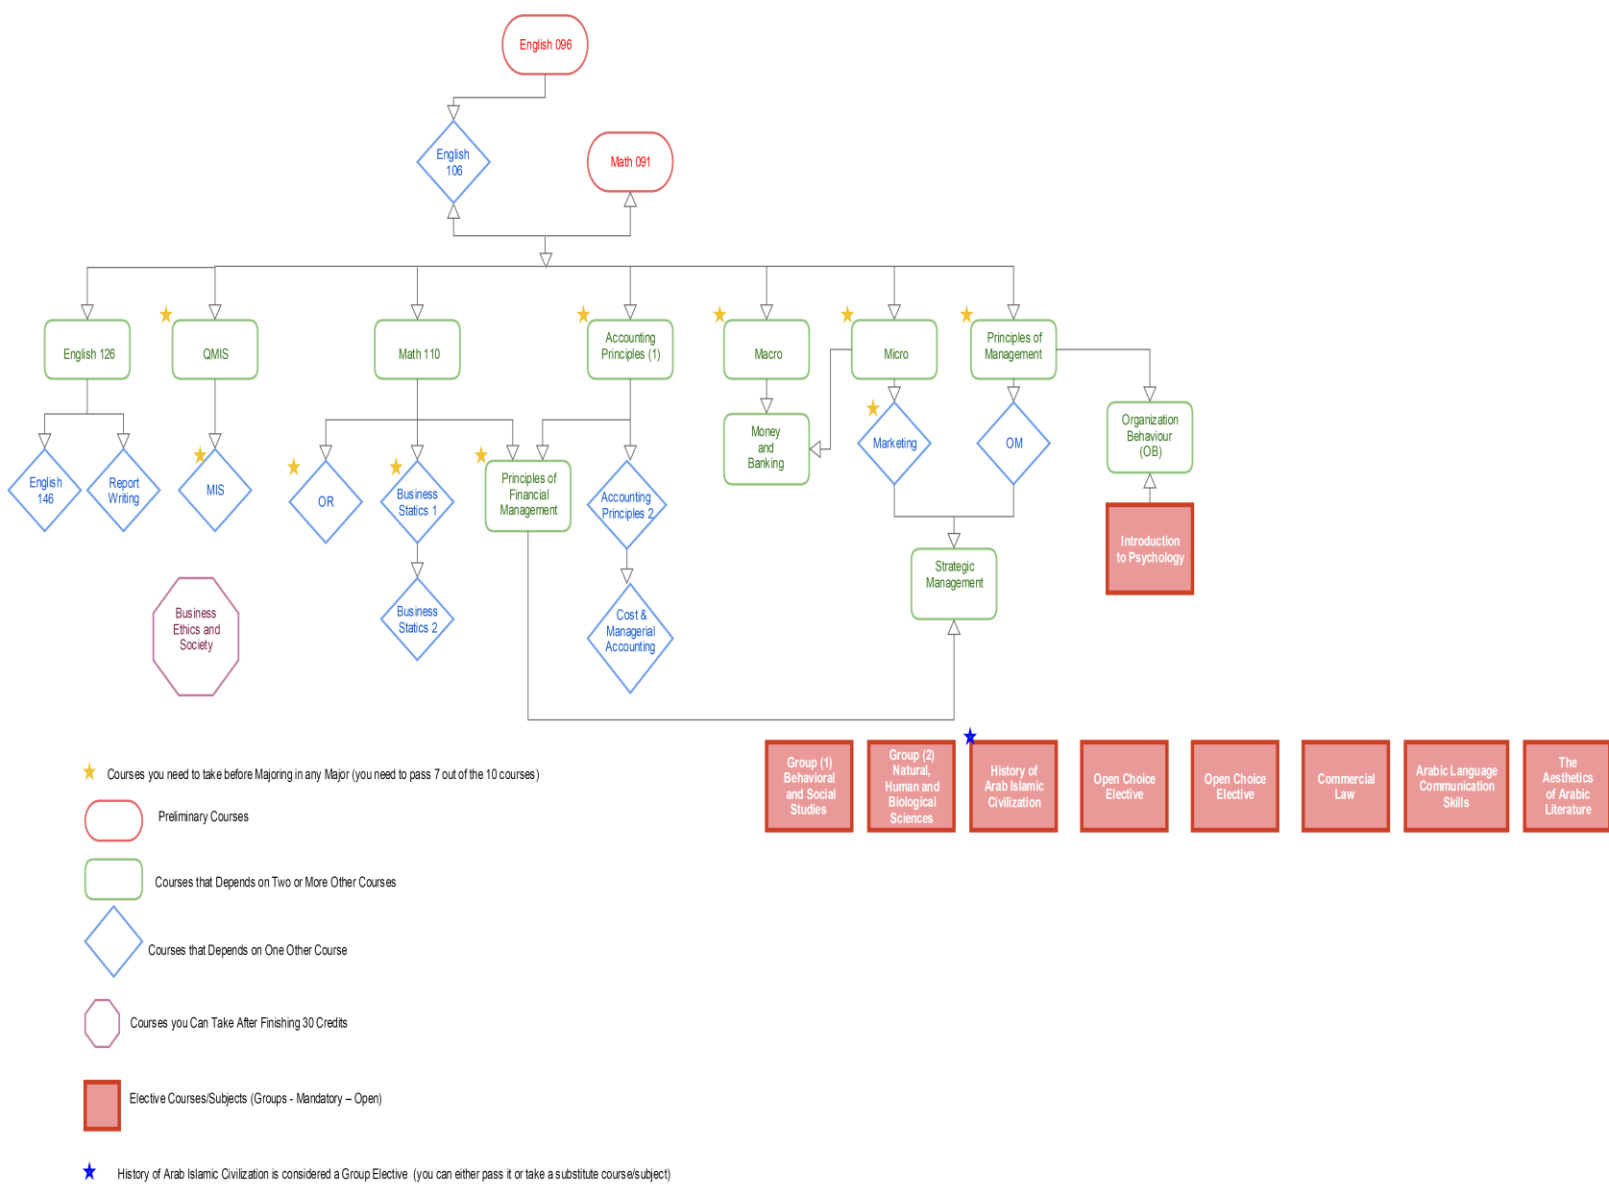 English 096
English
106
Math 091
English 126
QMIS
Math 110
Accounting
Principles (1)
Macro
Micro
Principles of
Management
English
146
Report
Writing
MIS
OR
Business
Statics 1
Principles of
Financial
Management
Accounting
Principles 2
Money
and
Banking
Marketing
OM
Organization
Behaviour
(OB)
Introduction
to Psychology
Strategic
Management
Business
Ethics and
Society
Business
Statics 2
Cost &
Managerial
Accounting
Group (1)
Behavioral
and Social
Studies
Group (2)
Natural,
Human and
Biological
Sciences
History of
Arab Islamic
Civilization
Open Choice
Elective
Open Choice
Elective
Commercial
Law
Arabic Language
Communication
Skills
The
Aesthetics
of Arabic
Literature
Courses you need to take before Majoring in any Major (you need to pass 7 out of the 10 courses)
Preliminary Courses
Courses that Depends on Two or More Other Courses
Courses that Depends on One Other Course
Courses you Can Take After Finishing 30 Credits
Elective Courses/Subjects (Groups - Mandatory – Open)
History of Arab Islamic Civilization is considered a Group Elective (you can either pass it or take a substitute course/subject)